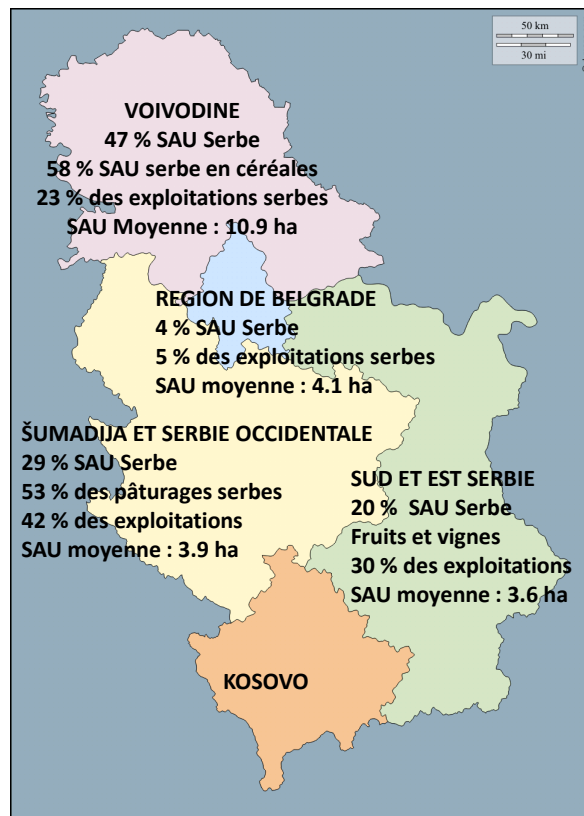 50 km
30 mi
VOIVODINE
47 % SAU Serbe
58 % SAU serbe en céréales
23 % des exploitations serbes
SAU Moyenne : 10.9 ha
REGION DE BELGRADE
4 % SAU Serbe
5 % des exploitations serbes
SAU moyenne : 4.1 ha
ŠUMADIJA ET SERBIE OCCIDENTALE
29 % SAU Serbe
53 % des pâturages serbes
42 % des exploitations
SAU moyenne : 3.9 ha
SUD ET EST SERBIE
20 %  SAU Serbe
Fruits et vignes
30 % des exploitations
SAU moyenne : 3.6 ha
KOSOVO